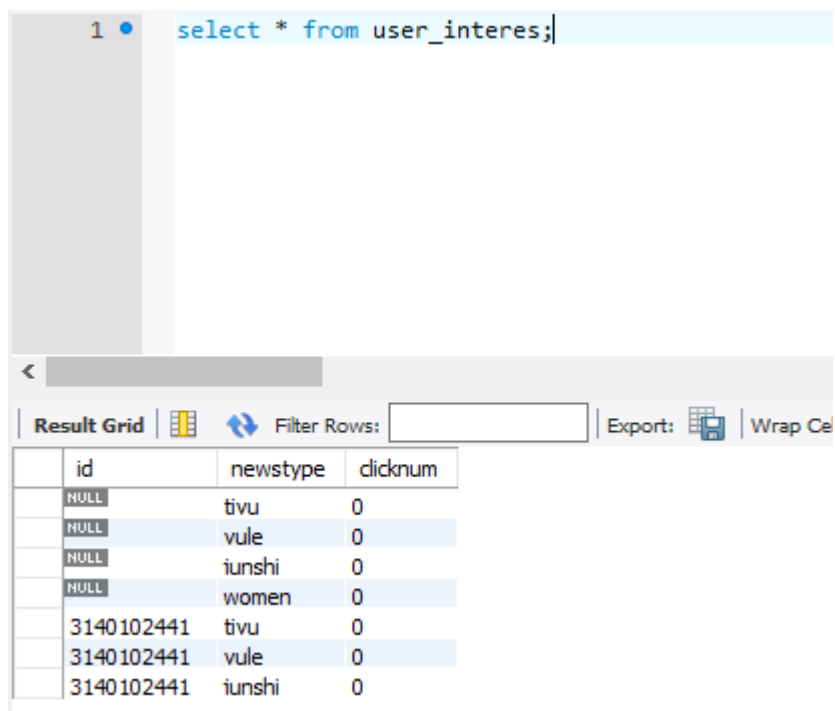 1 select * from user_interes;
Result Grid Filter Rows: Export: Wrap Cel
id newstype clicknum
NULL tivu 0
NULL vule 0
NULL iunshi 0
NULL women 0
3140102441 tivu 0
3140102441 vule 0
3140102441 iunshi 0